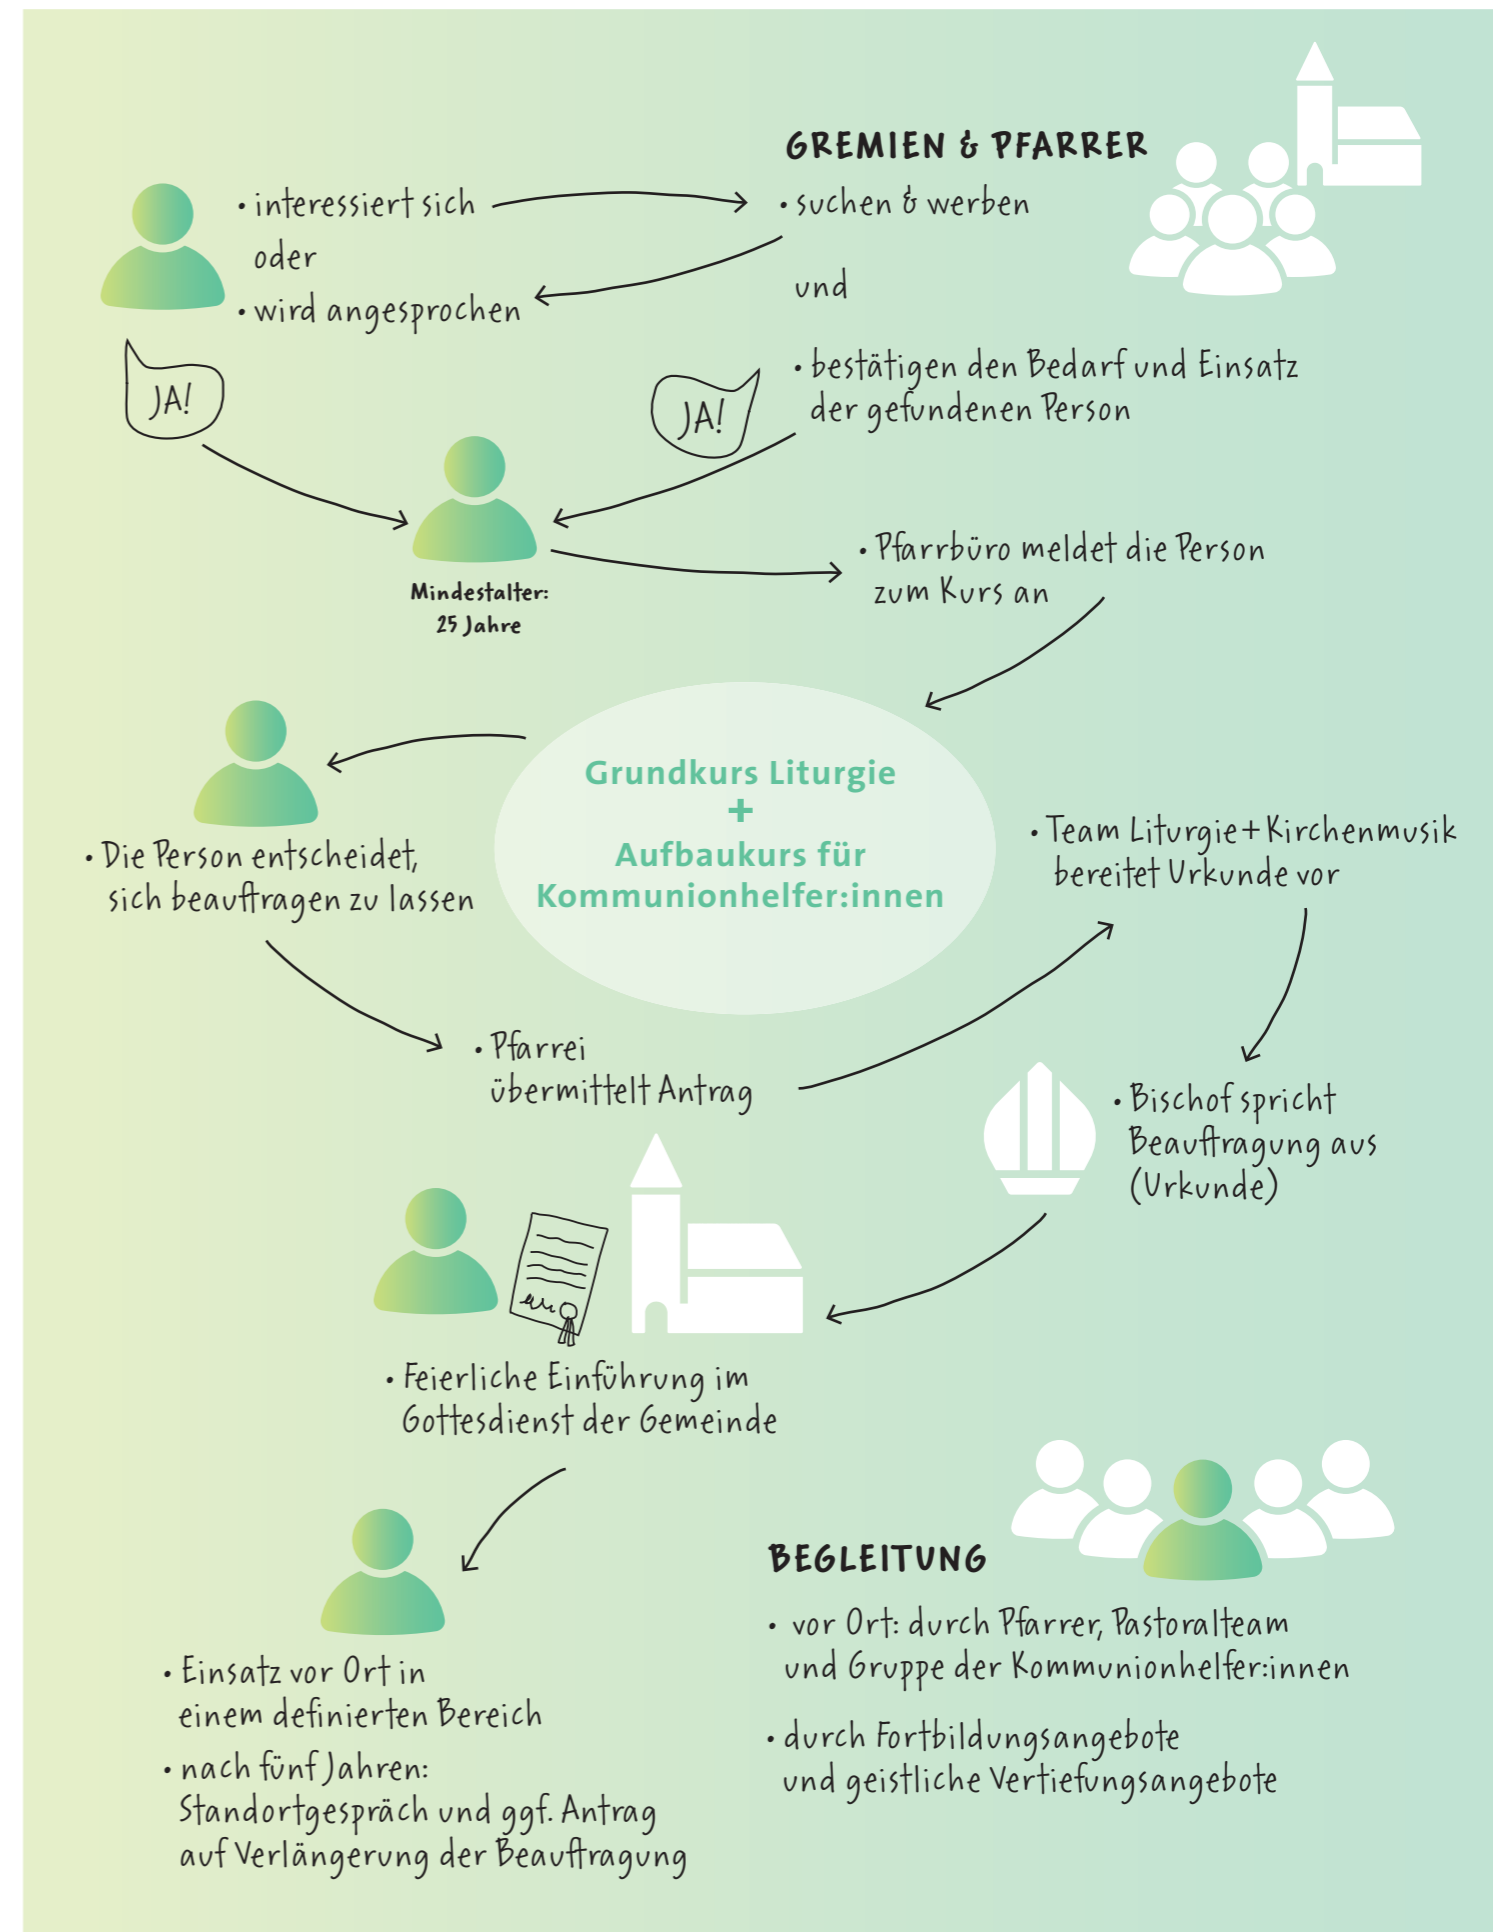 GREMIEN & PFARRER
• interessiert sich
oder
• wird angesprochen
• suchen & werben
und
• bestätigen den Bedarf und Einsatz
der gefundenen Person
JA!
JA!
Mindestalter:
25 Jahre
• Pfarrbüro meldet die Person
zum Kurs an
Grundkurs Liturgie
+
Aufbaukurs für
Kommunionhelfer:innen
• Die Person entscheidet,
sich beauftragen zu lassen
• Pfarrei
übermittelt Antrag
• Team Liturgie+Kirchenmusik
bereitet Urkunde vor
• Bischof spricht
Beauftragung aus
(Urkunde)
• Feierliche Einführung im
Gottesdienst der Gemeinde
• Einsatz vor Ort in
einem definierten Bereich
• nach fünf Jahren:
Standortgespräch und ggf. Antrag
auf Verlängerung der Beauftragung
BEGLEITUNG
• vor Ort: durch Pfarrer, Pastoralteam
und Gruppe der Kommunionhelfer:innen
• durch Fortbildungsangebote
und geistliche Vertiefungsangebote